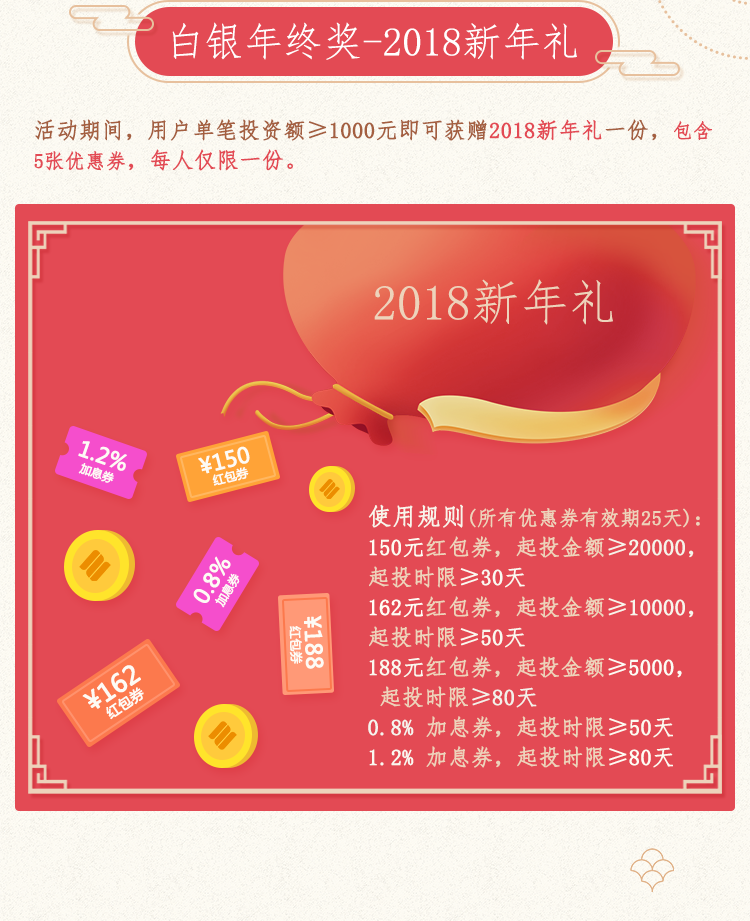 白银年终奖-2018新年礼
活动期间，用户单笔投资额≥1000元即可获赠2018新年礼一份，包含
5张优惠券，每人仅限一份。
2018新年礼
1.2%
加息券
¥150
红包券
0.8%
加息券
¥188
红包券
¥162
红包券
使用规则(所有优惠券有效期25天)：
150元红包券，起投金额≥20000，
起投时限≥30天
162元红包券，起投金额≥10000，
起投时限≥50天
188元红包券，起投金额≥5000，
起投时限≥80天
0.8% 加息券，起投时限≥50天
1.2% 加息券，起投时限≥80天